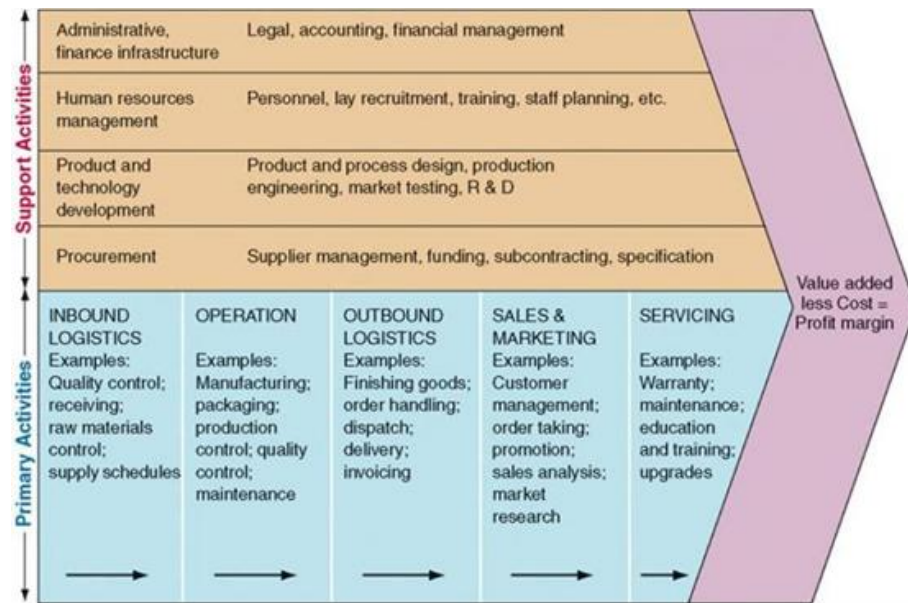 Support Activities
Administrative,
finance infrastructure
Legal, accounting, financial management
Human resources
management
Personnel, lay recruitment, training, staff planning, etc.
Product and
technology
development
Product and process design, production
engineering, market testing, R & D
Procurement
Supplier management, funding, subcontracting, specification
Primary Activities
INBOUND
LOGISTICS
Examples:
Quality control;
receiving;
raw materials
control;
supply schedules
OPERATION
Examples:
Manufacturing;
packaging;
production
control; quality
control;
maintenance
OUTBOUND
LOGISTICS
Examples:
Finishing goods;
order handling;
dispatch;
delivery;
invoicing
SALES &
MARKETING
Examples:
Customer
management;
order taking;
promotion;
sales analysis;
market
research
SERVICING
Examples:
Warranty;
maintenance;
education
and training;
upgrades
Value added
less Cost =
Profit margin